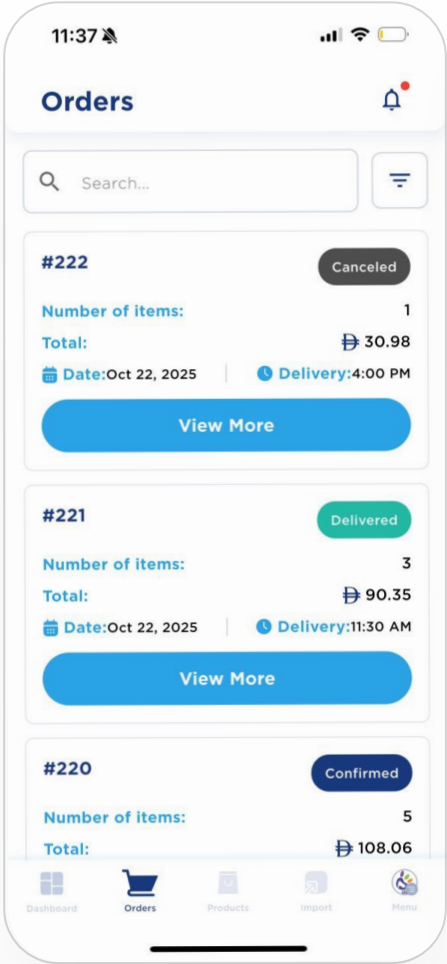 11:37
Orders
Search...
#222
Canceled
Number of items: 1
Total: 30.98
Date:Oct 22, 2025 Delivery:4:00 PM
View More
#221
Delivered
Number of items: 3
Total: 90.35
Date:Oct 22, 2025 Delivery:11:30 AM
View More
#220
Confirmed
Number of items: 5
Total: 108.06
Dashboard Orders Products Import Menu